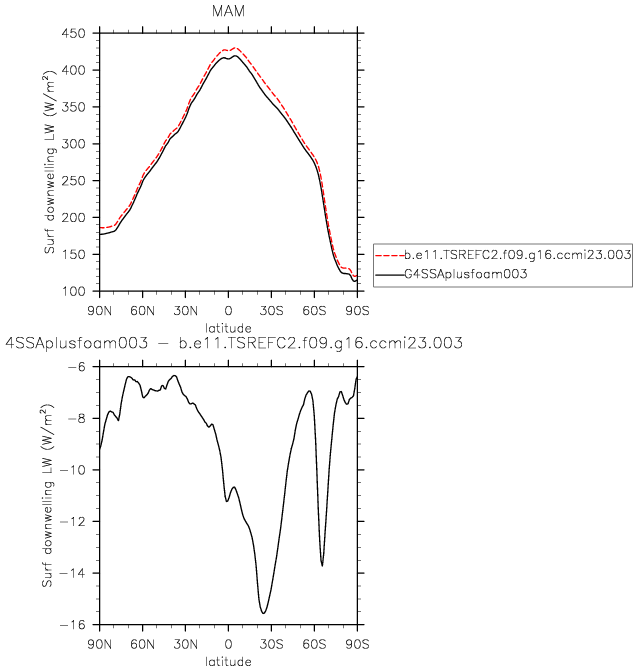 MAM
Surf downwelling LW (W/m²)
450
400
350
300
250
200
150
100
90N 60N 30N 0 30S 60S 90S
latitude
b.e11.TSREFC2.f09.g16.ccmi23.003
G4SSAplusfoam003
4SSAplusfoam003 – b.e11.TSREFC2.f09.g16.ccmi23.003
Surf downwelling LW (W/m²)
−6
−8
−10
−12
−14
−16
90N 60N 30N 0 30S 60S 90S
latitude